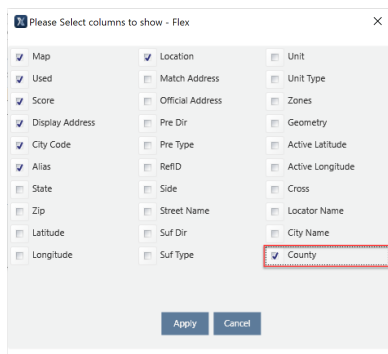 Please Select columns to show - Flex
Map
Location
Unit
Used
Match Address
Unit Type
Score
Official Address
Zones
Display Address
Pre Dir
Geometry
City Code
Pre Type
Active Latitude
Alias
RefID
Active Longitude
State
Side
Cross
Zip
Street Name
Locator Name
Latitude
Suf Dir
City Name
Longitude
Suf Type
County
Apply
Cancel